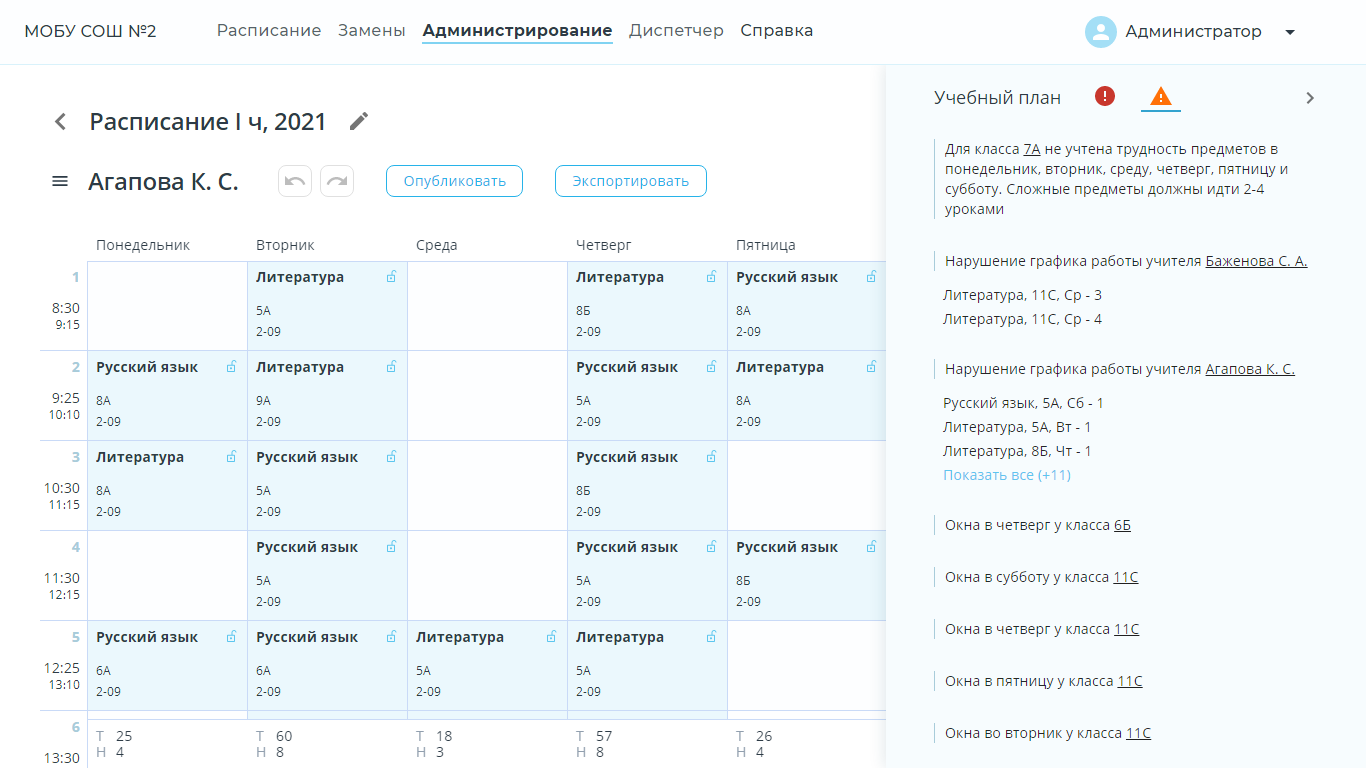 МОБУ СОШ №2
Расписание Замены Администрирование Диспетчер Справка
Администратор
Расписание I ч, 2021
Агапова К. С.
Опубликовать
Экспортировать
Понедельник Вторник Среда Четверг Пятница
1
8:30
9:15
Литература
5А
2-09
Литература
8Б
2-09
Русский язык
8А
2-09
2
9:25
10:10
Русский язык
8А
2-09
Литература
9А
2-09
Русский язык
5А
2-09
Литература
8А
2-09
3
10:30
11:15
Литература
8А
2-09
Русский язык
5А
2-09
Русский язык
8Б
2-09
4
11:30
12:15
Русский язык
5А
2-09
Русский язык
5А
2-09
Русский язык
8Б
2-09
5
12:25
13:10
Русский язык
6А
2-09
Русский язык
6А
2-09
Литература
5А
2-09
Литература
5А
2-09
6
13:30
Т 25
Н 4
Т 60
Н 8
Т 18
Н 3
Т 57
Н 8
Т 26
Н 4
Учебный план
Для класса 7А не учтена трудность предметов в
понедельник, вторник, среду, четверг, пятницу и
субботу. Сложные предметы должны идти 2-4
уроками
Нарушение графика работы учителя Баженова С. А.
Литература, 11С, Ср - 3
Литература, 11С, Ср - 4
Нарушение графика работы учителя Агапова К. С.
Русский язык, 5А, Сб - 1
Литература, 5А, Вт - 1
Литература, 8Б, Чт - 1
Показать все (+11)
Окна в четверг у класса 6Б
Окна в субботу у класса 11С
Окна в четверг у класса 11С
Окна в пятницу у класса 11С
Окна во вторник у класса 11С